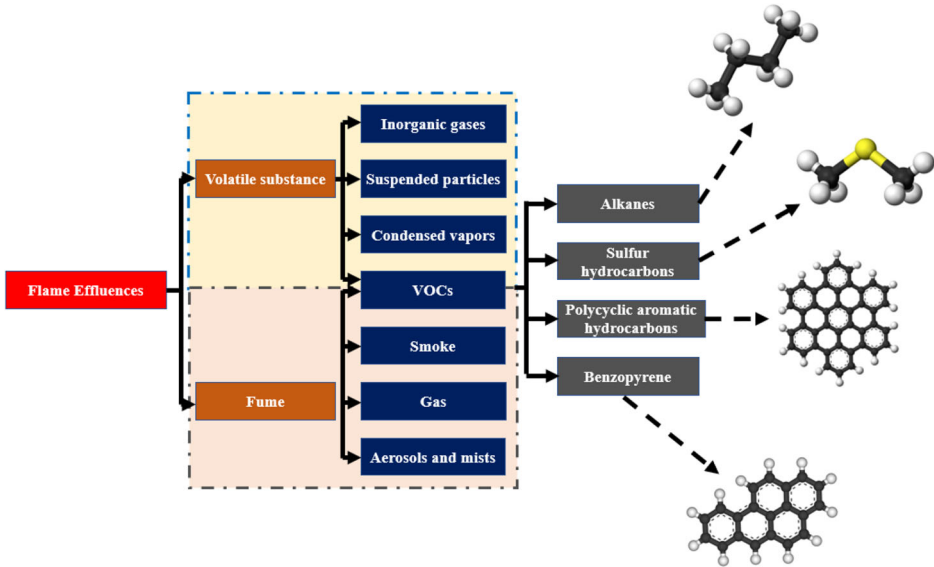 Flame Effluences
Volatile substance
Fume
Inorganic gases
Suspended particles
Condensed vapors
VOCs
Smoke
Gas
Aerosols and mists
Alkanes
Sulfur
hydrocarbons
Polycyclic aromatic
hydrocarbons
Benzopyrene